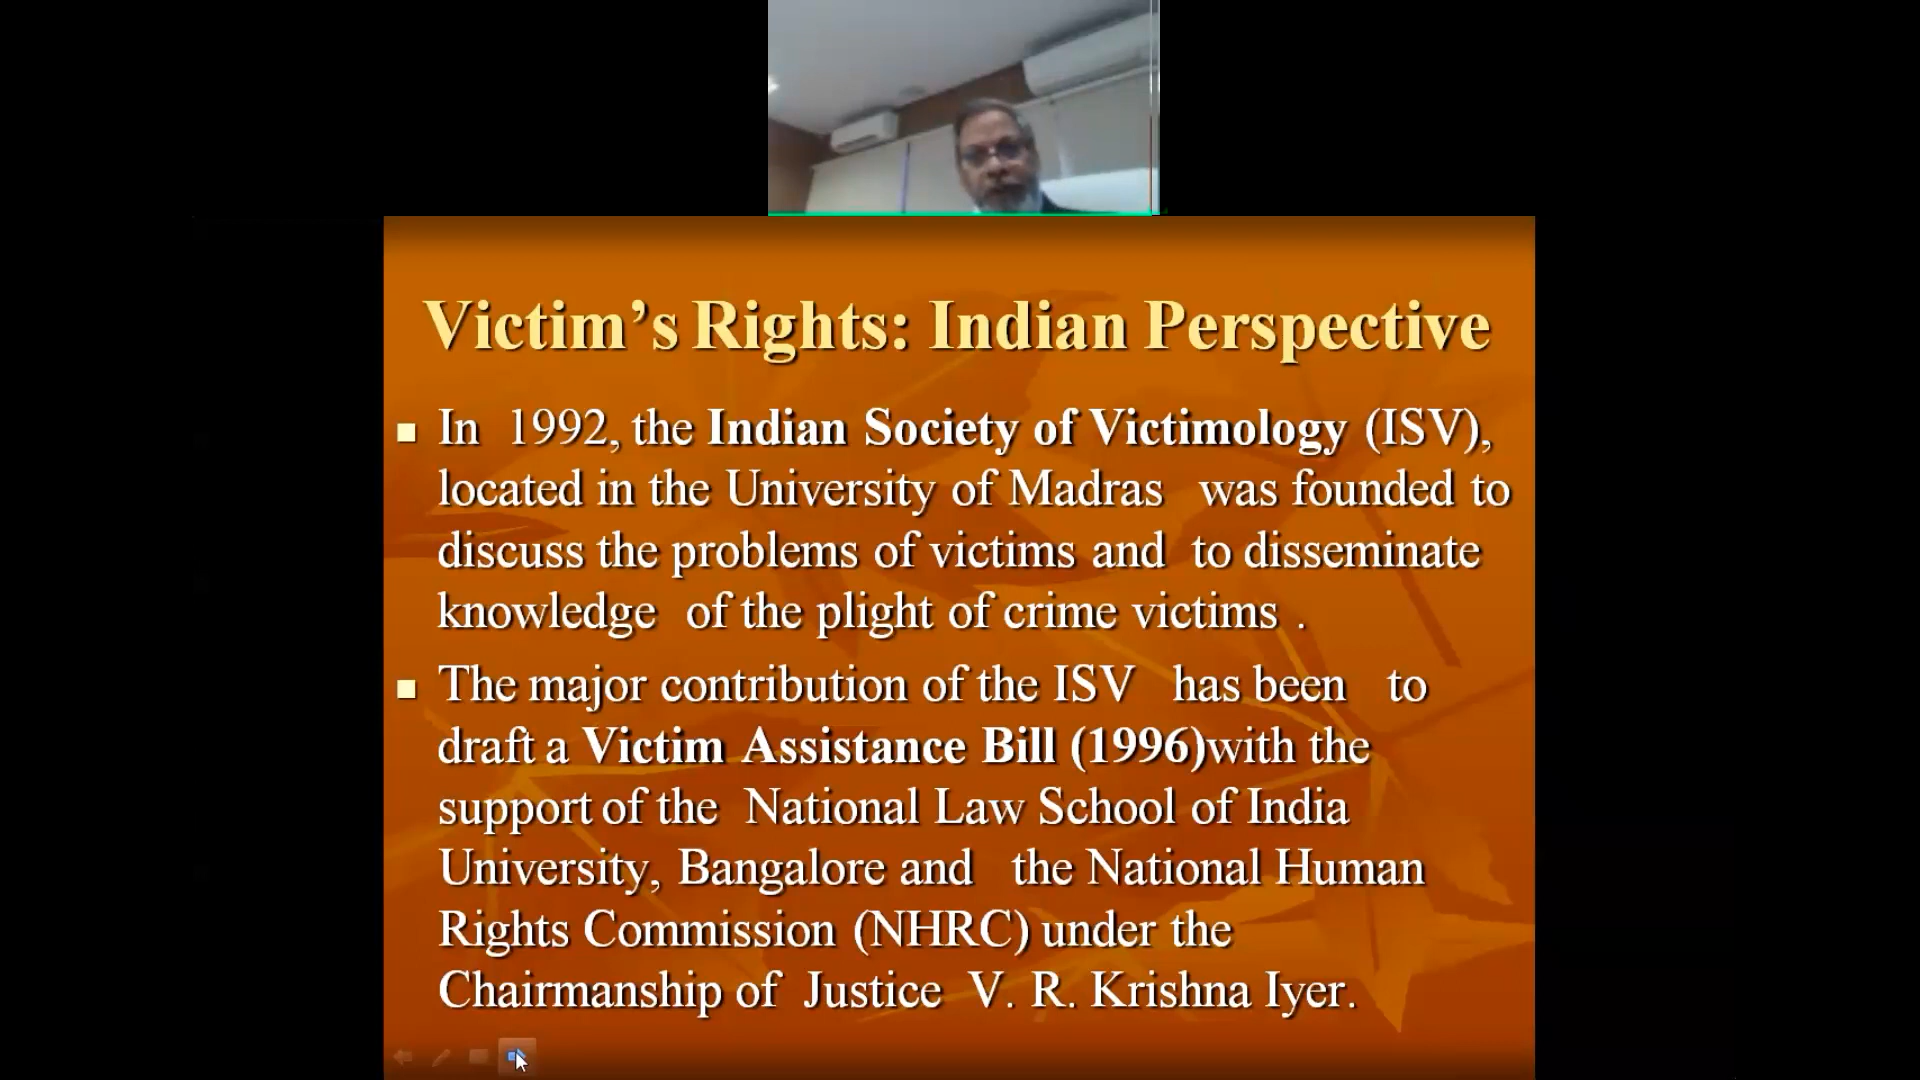 Victim’s Rights: Indian Perspective
In 1992, the Indian Society of Victimology (ISV),
located in the University of Madras was founded to
discuss the problems of victims and to disseminate
knowledge of the plight of crime victims .
The major contribution of the ISV has been to
draft a Victim Assistance Bill (1996)with the
support of the National Law School of India
University, Bangalore and the National Human
Rights Commission (NHRC) under the
Chairmanship of Justice V. R. Krishna Iyer.